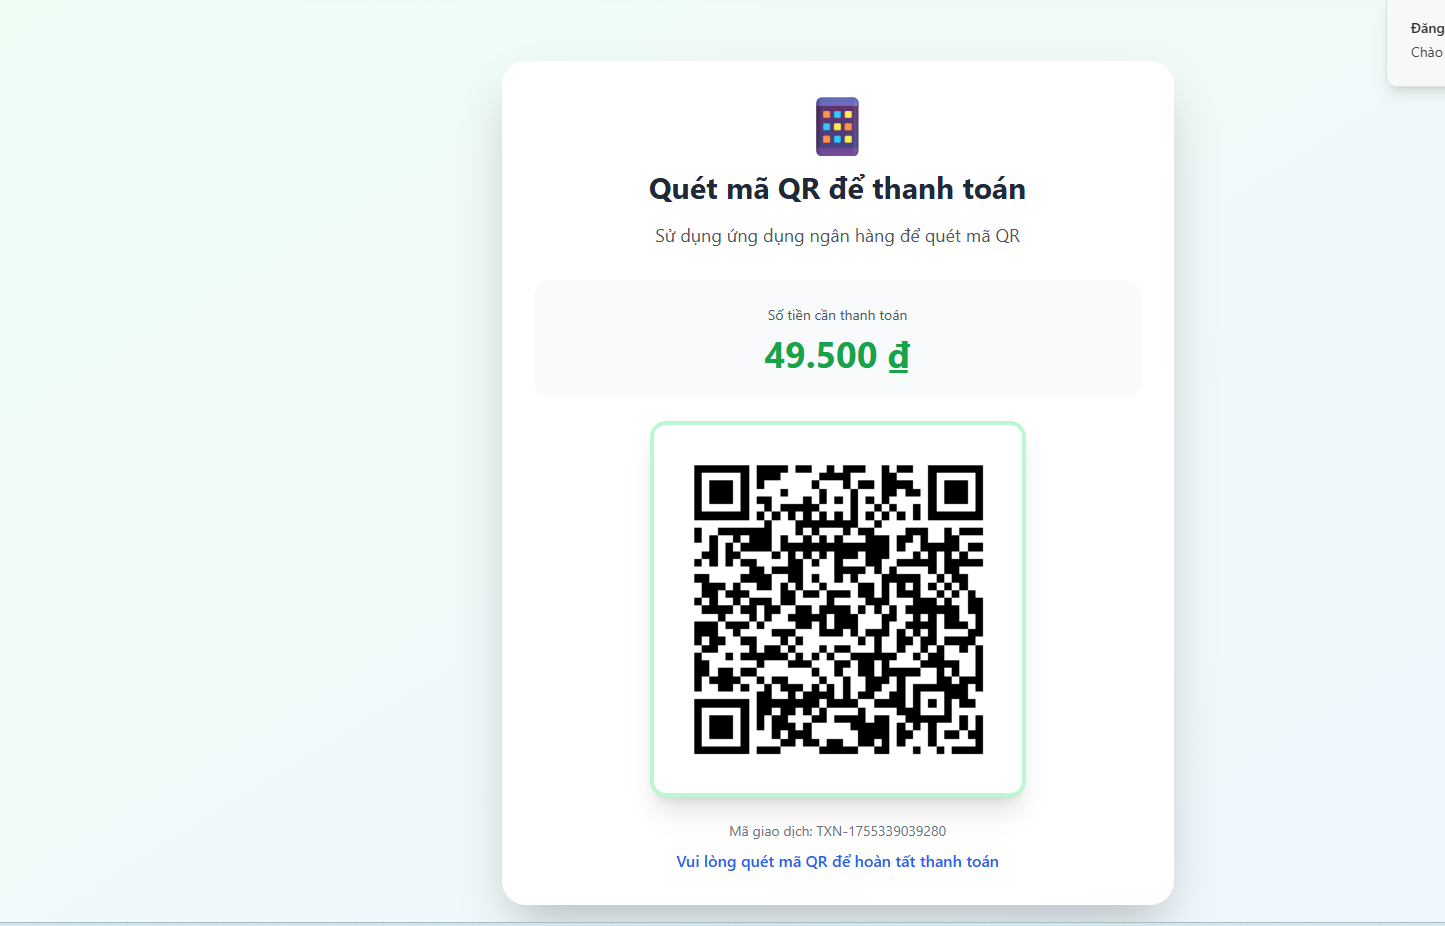 Đăng
Chào
Quét mã QR để thanh toán
Sử dụng ứng dụng ngân hàng để quét mã QR
Số tiền cần thanh toán
49.500 ₫
Mã giao dịch: TXN-1755339039280
Vui lòng quét mã QR để hoàn tất thanh toán